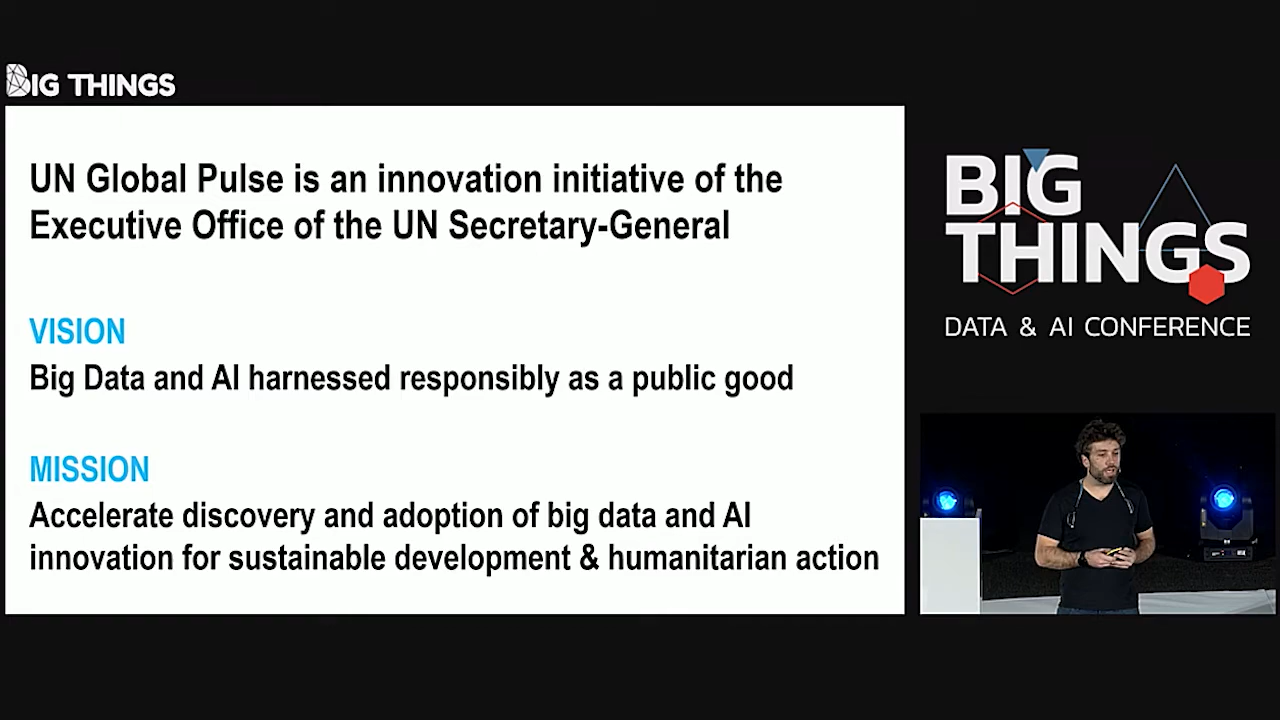 BIG THINGS
UN Global Pulse is an innovation initiative of the
Executive Office of the UN Secretary-General
VISION
Big Data and AI harnessed responsibly as a public good
MISSION
Accelerate discovery and adoption of big data and AI
innovation for sustainable development & humanitarian action
BIG
THINGS
DATA & AI CONFERENCE